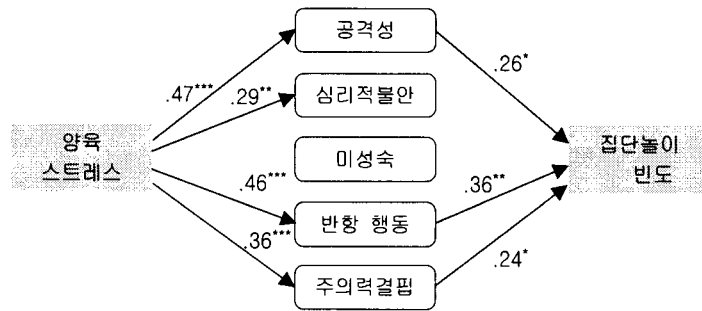 공격성
.26*
.47***
.29**
심리적불안
양육
스트레스
미성숙
집단놀이
빈도
.46***
.36**
반항 행동
.36***
.24*
주의력결핍